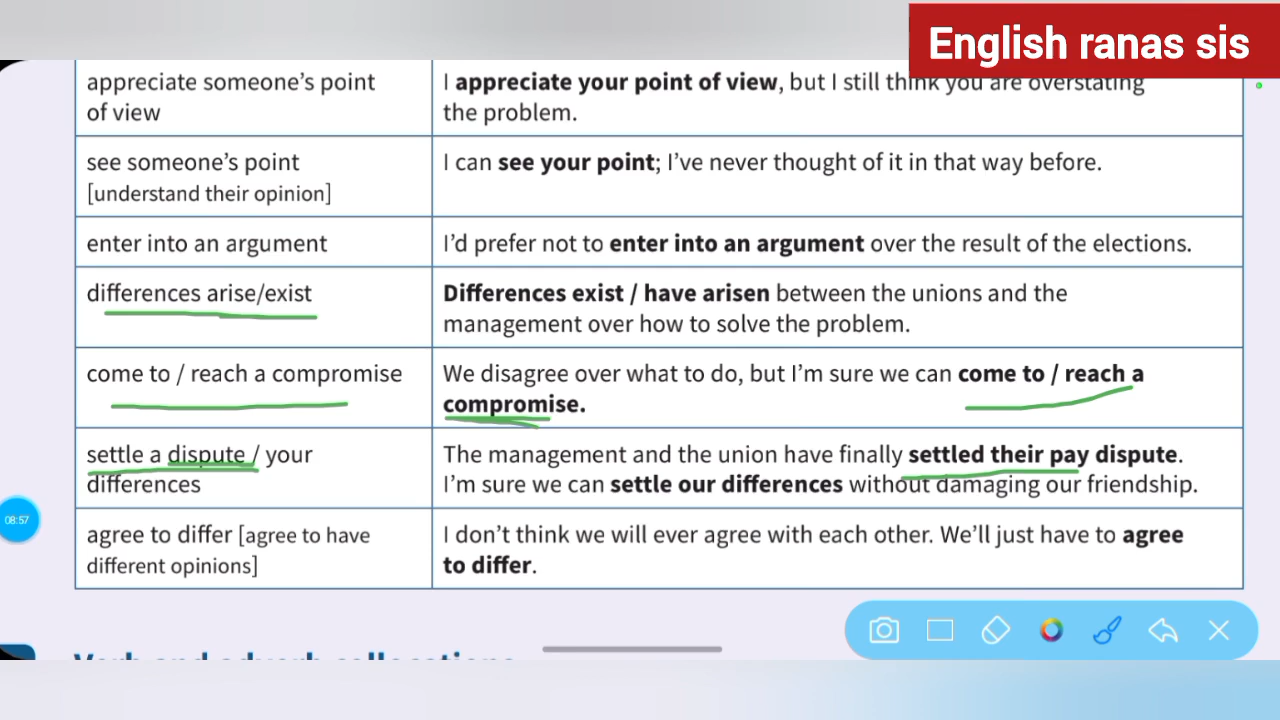 English ranas sis
appreciate someone's point
of view
I appreciate your point of view, but I still think you are overstating
the problem.
see someone's point
[understand their opinion]
I can see your point; I've never thought of it in that way before.
enter into an argument
I'd prefer not to enter into an argument over the result of the elections.
differences arise/exist
Differences exist / have arisen between the unions and the
management over how to solve the problem.
come to / reach a compromise
We disagree over what to do, but I'm sure we can come to / reach a
compromise.
settle a dispute / your
differences
The management and the union have finally settled their pay dispute.
I'm sure we can settle our differences without damaging our friendship.
08:57
agree to differ [agree to have
different opinions]
I don't think we will ever agree with each other. We'll just have to agree
to differ.
Verb and adverb collocations